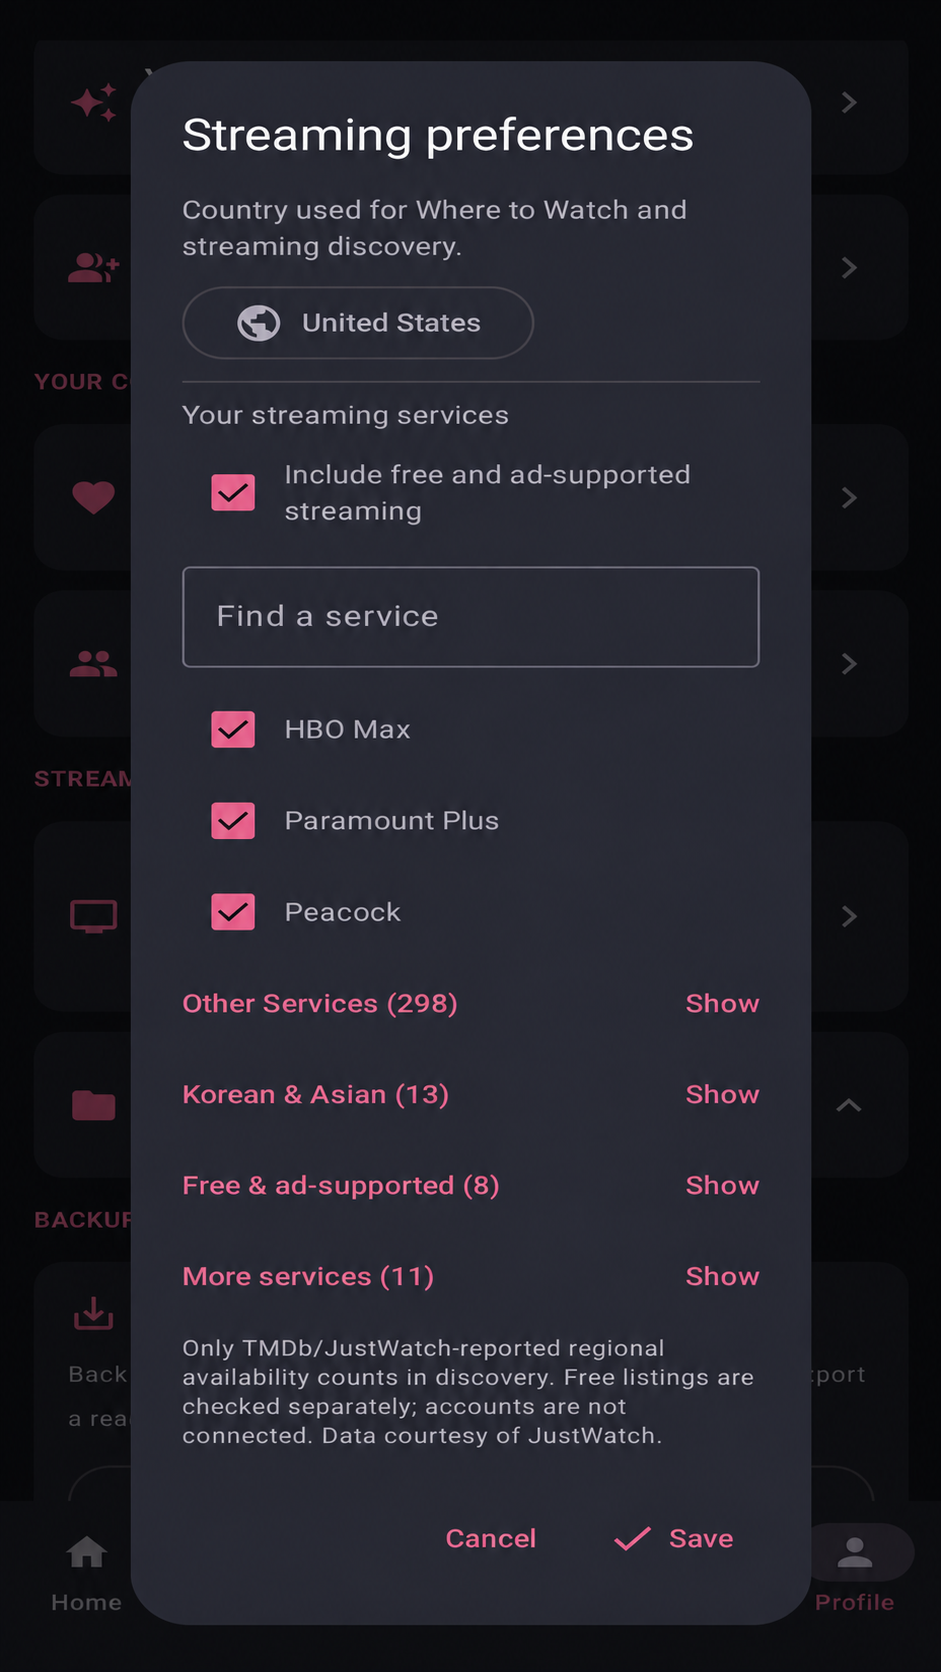 Streaming preferences
Country used for Where to Watch and
streaming discovery.
United States
YOUR
Your streaming services
Include free and ad-supported
streaming
Find a service
HBO Max
STREAM
Paramount Plus
Peacock
Other Services (298) Show
Korean & Asian (13) Show
Free & ad-supported (8) Show
BACKUP
More services (11) Show
Only TMDb/JustWatch-reported regional
availability counts in discovery. Free listings are
checked separately; accounts are not
connected. Data courtesy of JustWatch.
Back
a
Cancel Save
Home
Profile